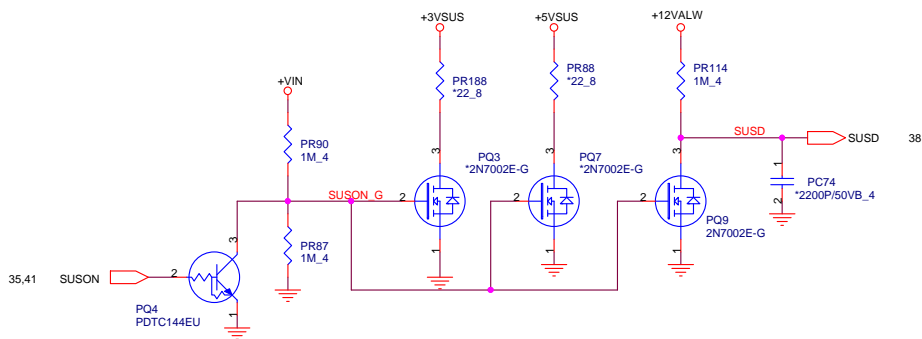 +3VSUS
+5VSUS
+12VALW
PR188
*22_8
PR88
*22_8
PR114
1M_4
+VIN
PR90
1M_4
SUSD
SUSD
38
3
3
3
1
PQ3
*2N7002E-G
PQ7
*2N7002E-G
PC74
*2200P/50VB_4
2
SUSON_G
2
2
2
PQ9
2N7002E-G
3
PR87
1M_4
1
1
1
35,41
SUSON
2
PQ4
PDTC144EU
1